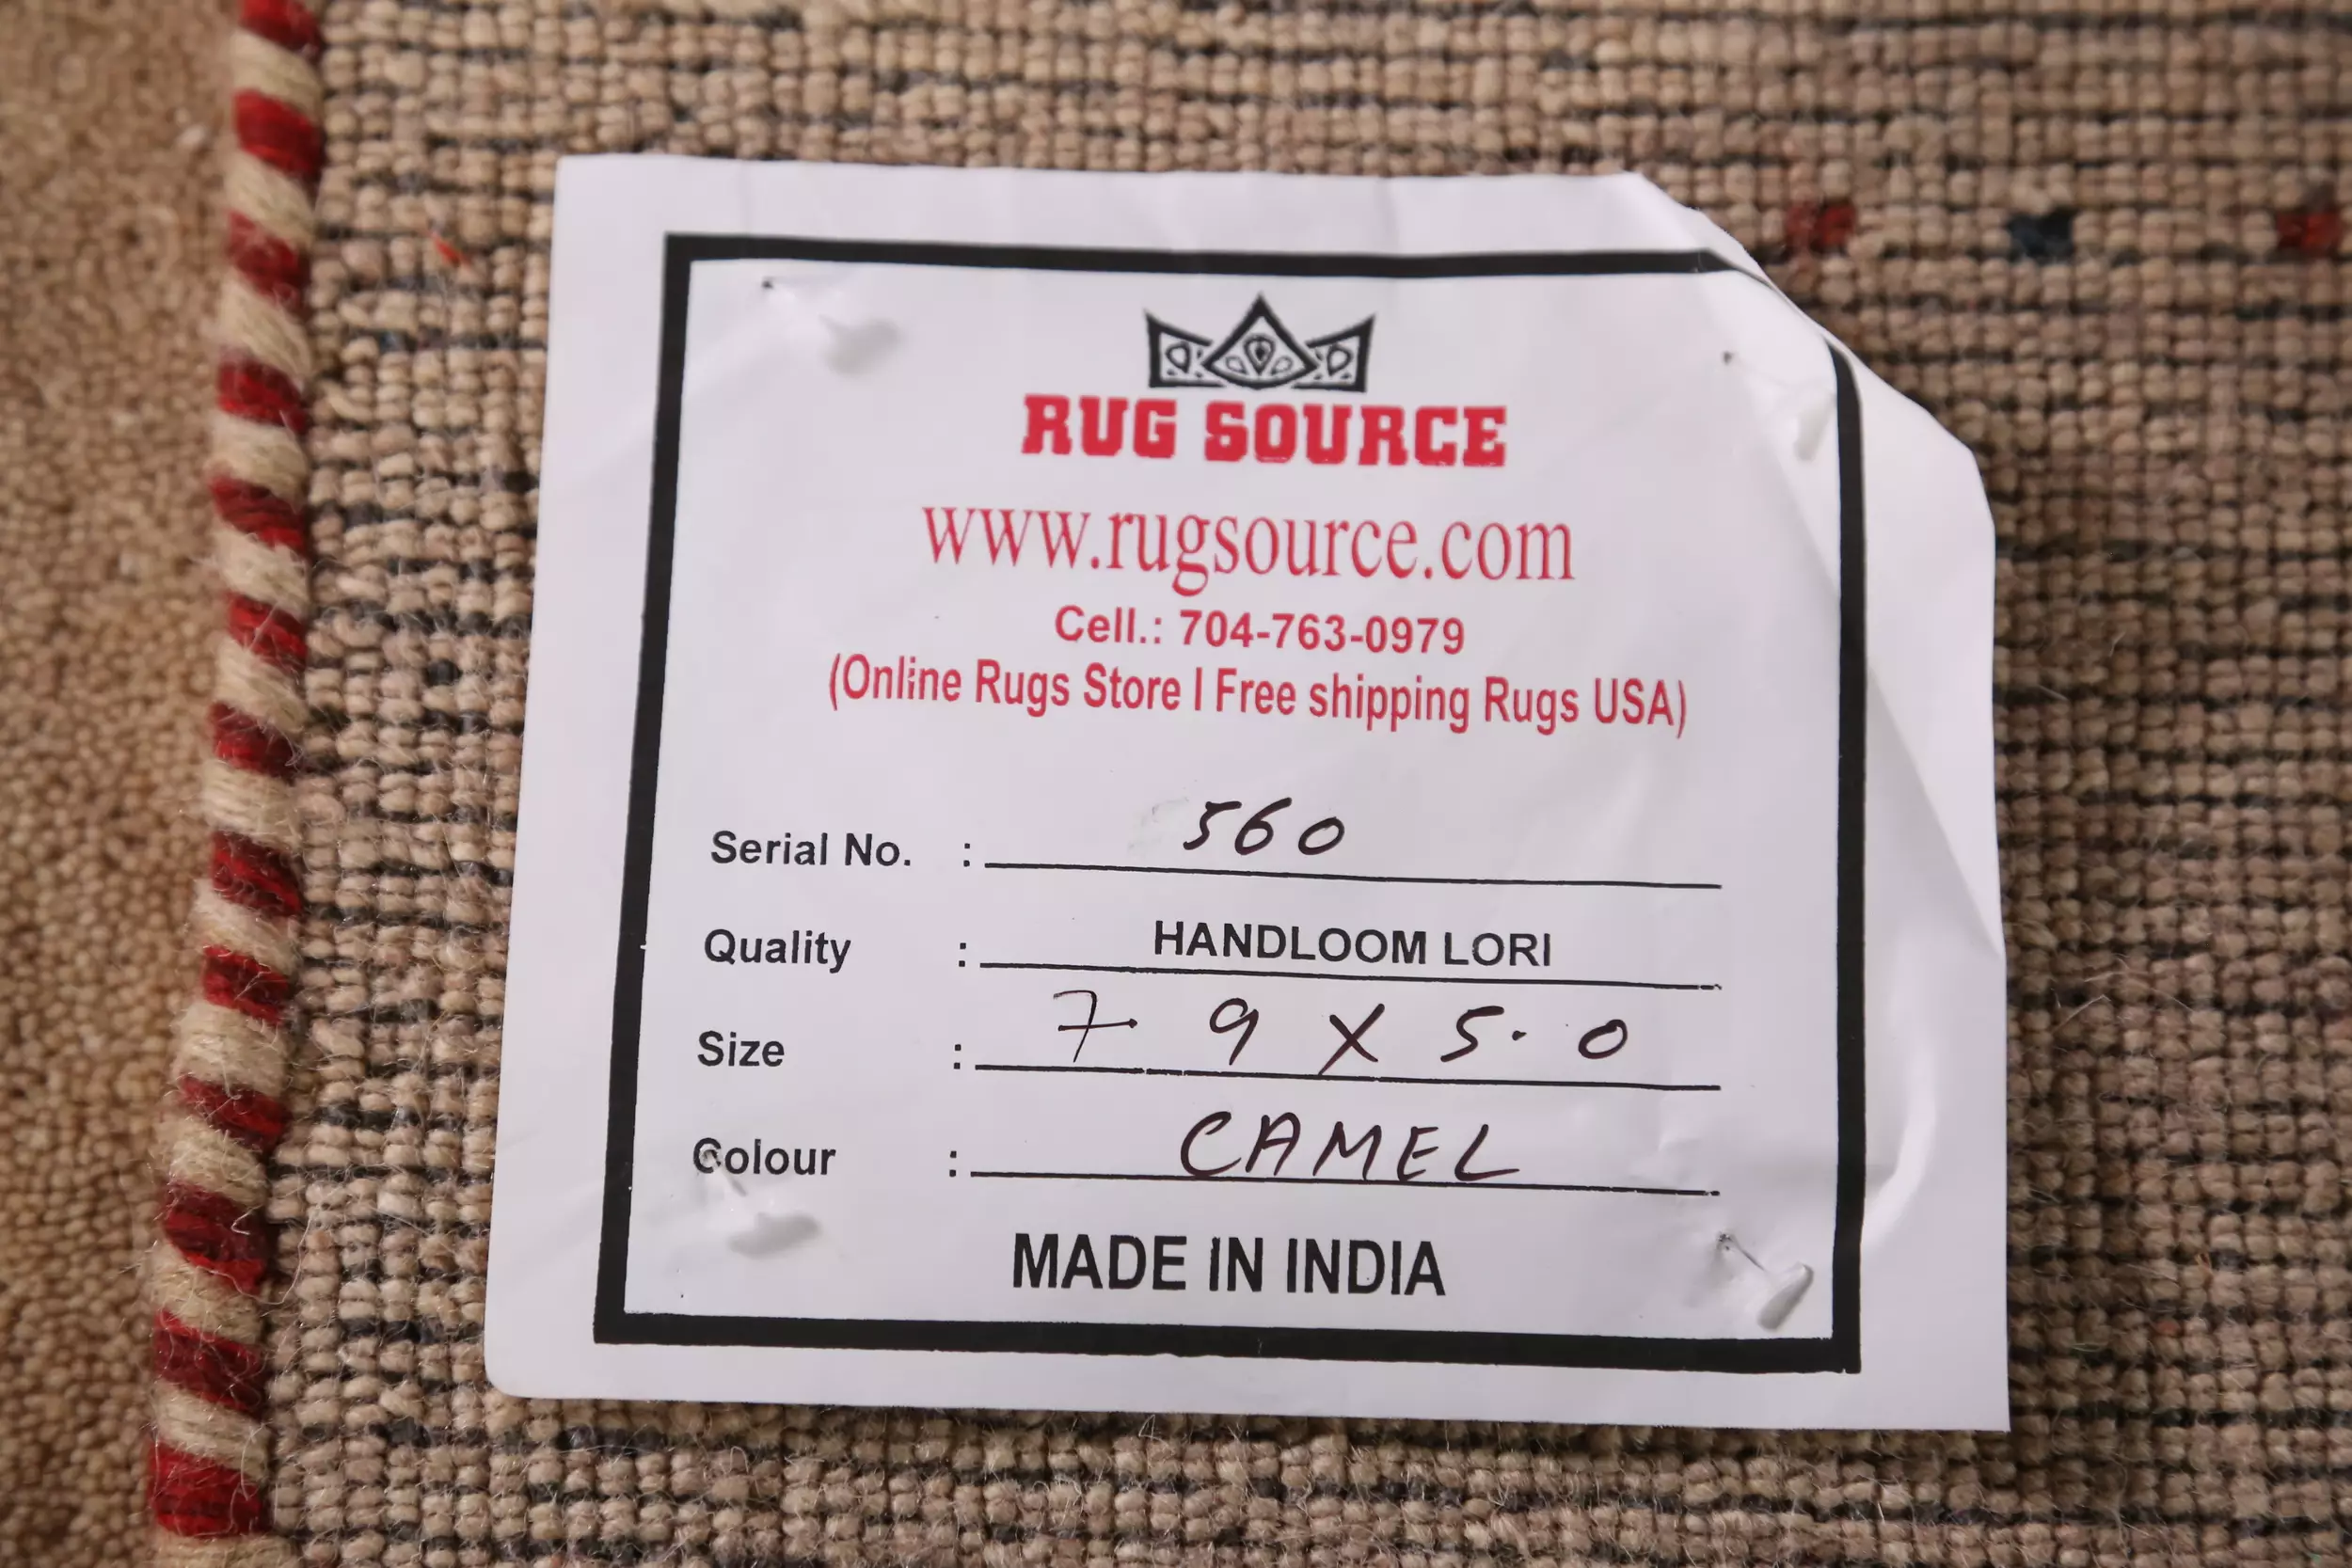 RUG SOURCE
www.rugsource.com
Cell.: 704-763-0979
(Online Rugs Store I Free shipping Rugs USA)
Serial No. : 560
Quality : HANDLOOM LORI
Size : 7 9 X 5.0
Colour : CAMEL
MADE IN INDIA